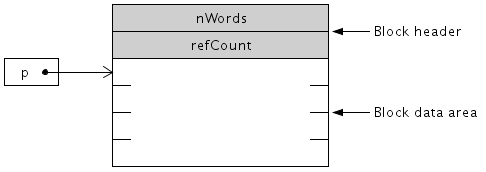 nWords
Block header
refCount
p
Block data area